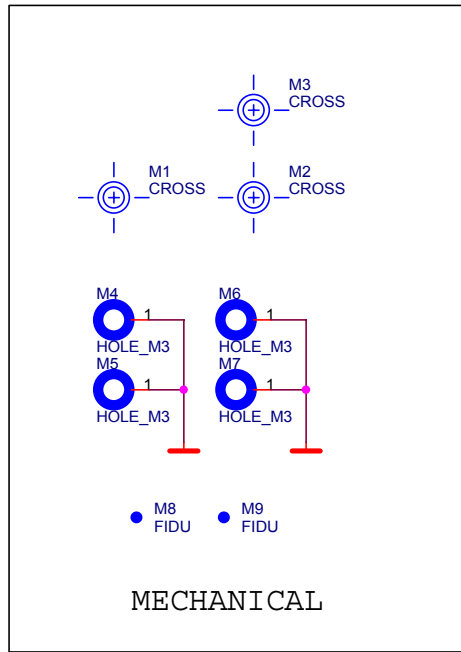 M3
CROSS
M1
CROSS
M2
CROSS
M4
1
HOLE_M3
M6
1
HOLE_M3
M5
1
HOLE_M3
M7
1
HOLE_M3
M8
FIDU
M9
FIDU
MECHANICAL